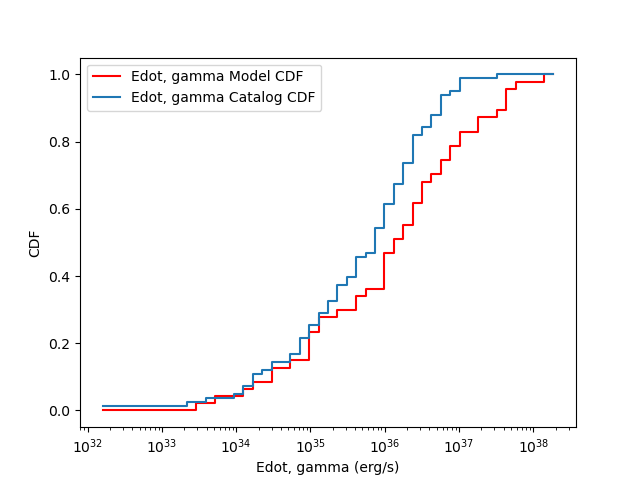 Edot, gamma Model CDF
Edot, gamma Catalog CDF
1.0
0.8
0.6
0.4
0.2
0.0
CDF
10^32 10^33 10^34 10^35 10^36 10^37 10^38
Edot, gamma (erg/s)